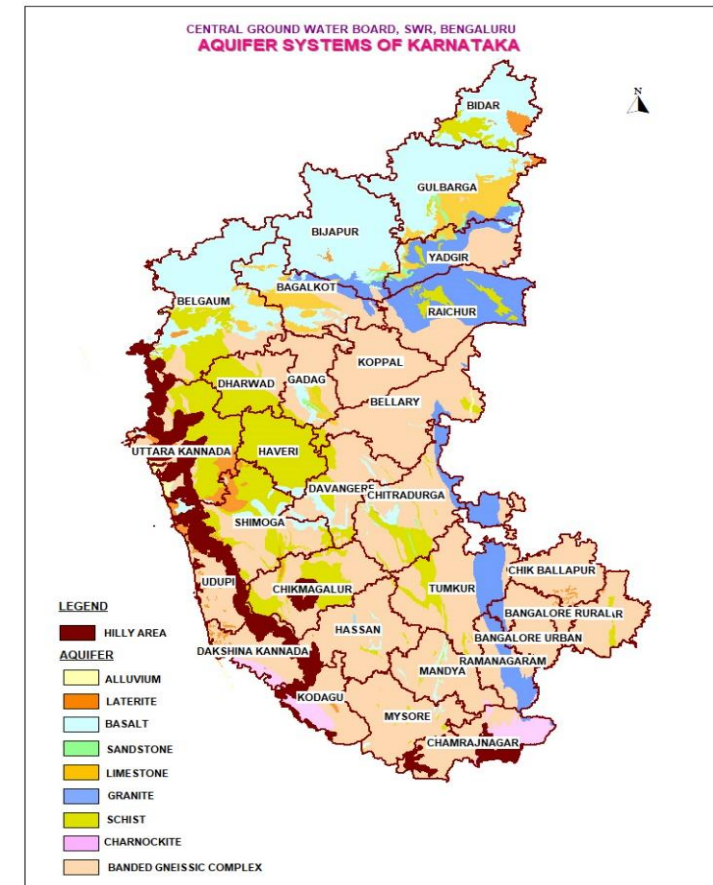 CENTRAL GROUND WATER BOARD, SWR, BENGALURU
AQUIFER SYSTEMS OF KARNATAKA
N
BIDAR
GULBARGA
BIJAPUR
YADGIR
BAGALKOT
BELGAUM
RAICHUR
KOPPAL
GADAG
DHARWAD
BELLARY
UTTARA KANNADA
HAVERI
DAVANGERE
CHITRADURGA
SHIMOGA
CHIK BALLAPUR
UDUPI
CHIKMAGALUR
TUMKUR
BANGALORE RURAL
HASSAN
BANGALORE URBAN
DAKSHINA KANNADA
RAMANAGARAM
MANDYA
KODAGU
MYSORE
CHAMRAJNAGAR
LEGEND
HILLY AREA
AQUIFER
ALLUVIUM
LATERITE
BASALT
SANDSTONE
LIMESTONE
GRANITE
SCHIST
CHARNOCKITE
BANDED GNEISSIC COMPLEX